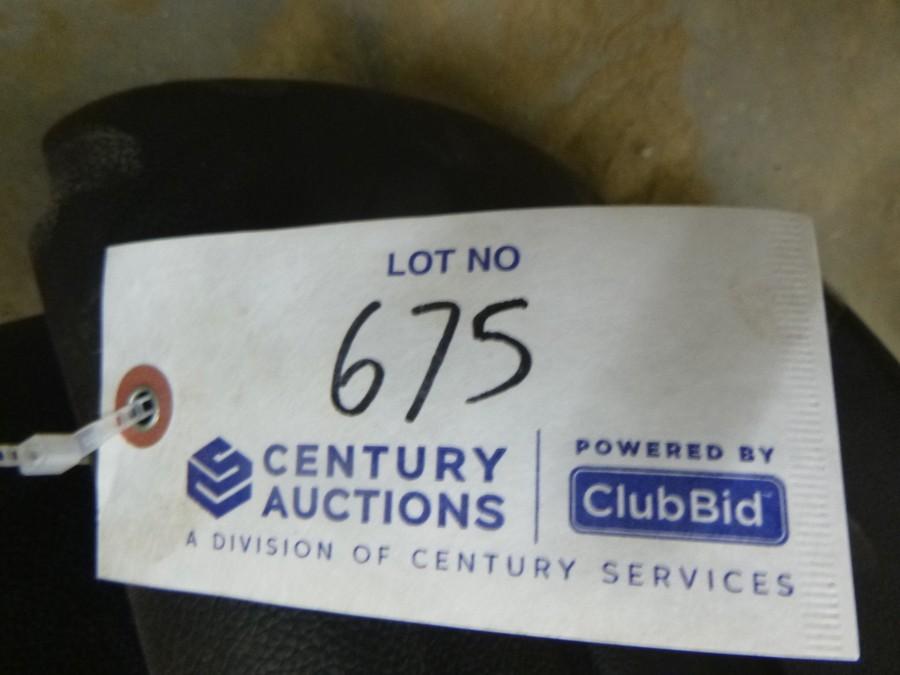 LOT NO
675
CENTURY AUCTIONS
POWERED BY
ClubBid
A DIVISION OF CENTURY SERVICES